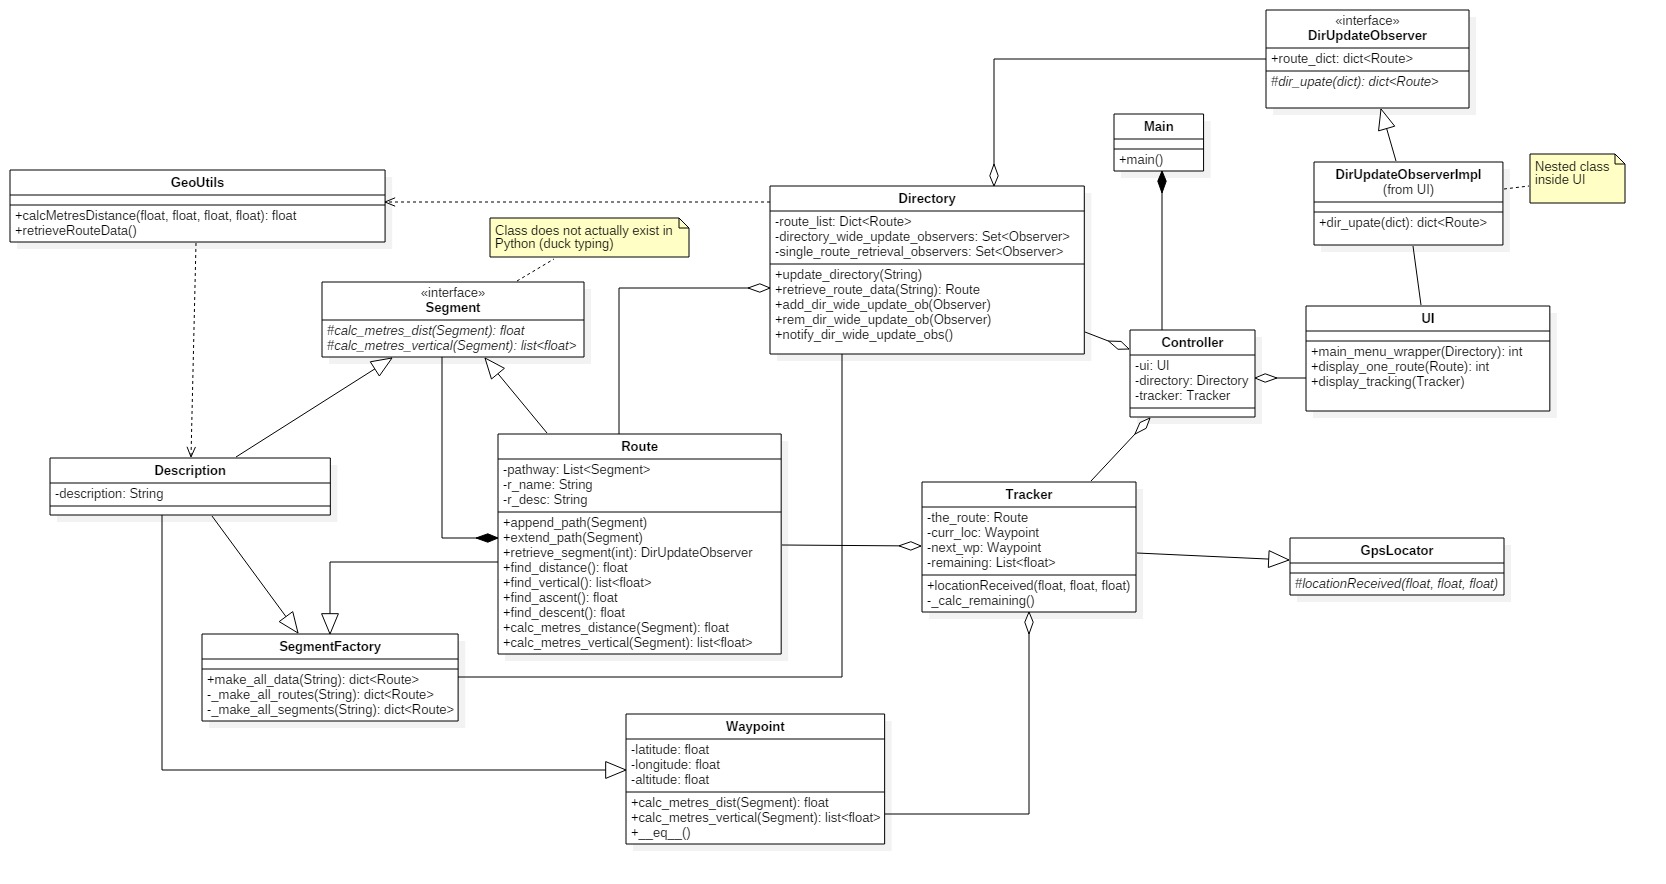 «interface»
DirUpdateObserver
+route_dict: dict<Route>
#dir_upate(dict): dict<Route>
Main
+main()
DirUpdateObserverImpl
(from UI)
+dir_upate(dict): dict<Route>
Nested class
inside UI
GeoUtils
+calcMetresDistance(float, float, float, float): float
+retrieveRouteData()
Class does not actually exist in
Python (duck typing)
Directory
-route_list: Dict<Route>
-directory_wide_update_observers: Set<Observer>
-single_route_retrieval_observers: Set<Observer>
+update_directory(String)
+retrieve_route_data(String): Route
+add_dir_wide_update_ob(Observer)
+rem_dir_wide_update_ob(Observer)
+notify_dir_wide_update_obs()
«interface»
Segment
#calc_metres_dist(Segment): float
#calc_metres_vertical(Segment): list<float>
Controller
-ui: UI
-directory: Directory
-tracker: Tracker
UI
+main_menu_wrapper(Directory): int
+display_one_route(Route): int
+display_tracking(Tracker)
Description
-description: String
Route
-pathway: List<Segment>
-r_name: String
-r_desc: String
+append_path(Segment)
+extend_path(Segment)
+retrieve_segment(int): DirUpdateObserver
+find_distance(): float
+find_vertical(): list<float>
+find_ascent(): float
+find_descent(): float
+calc_metres_distance(Segment): float
+calc_metres_vertical(Segment): list<float>
Tracker
-the_route: Route
-curr_loc: Waypoint
-next_wp: Waypoint
-remaining: List<float>
+locationReceived(float, float, float)
-_calc_remaining()
GpsLocator
#locationReceived(float, float, float)
SegmentFactory
+make_all_data(String): dict<Route>
-_make_all_routes(String): dict<Route>
-_make_all_segments(String): dict<Route>
Waypoint
-latitude: float
-longitude: float
-altitude: float
+calc_metres_dist(Segment): float
+calc_metres_vertical(Segment): list<float>
+__eq__()